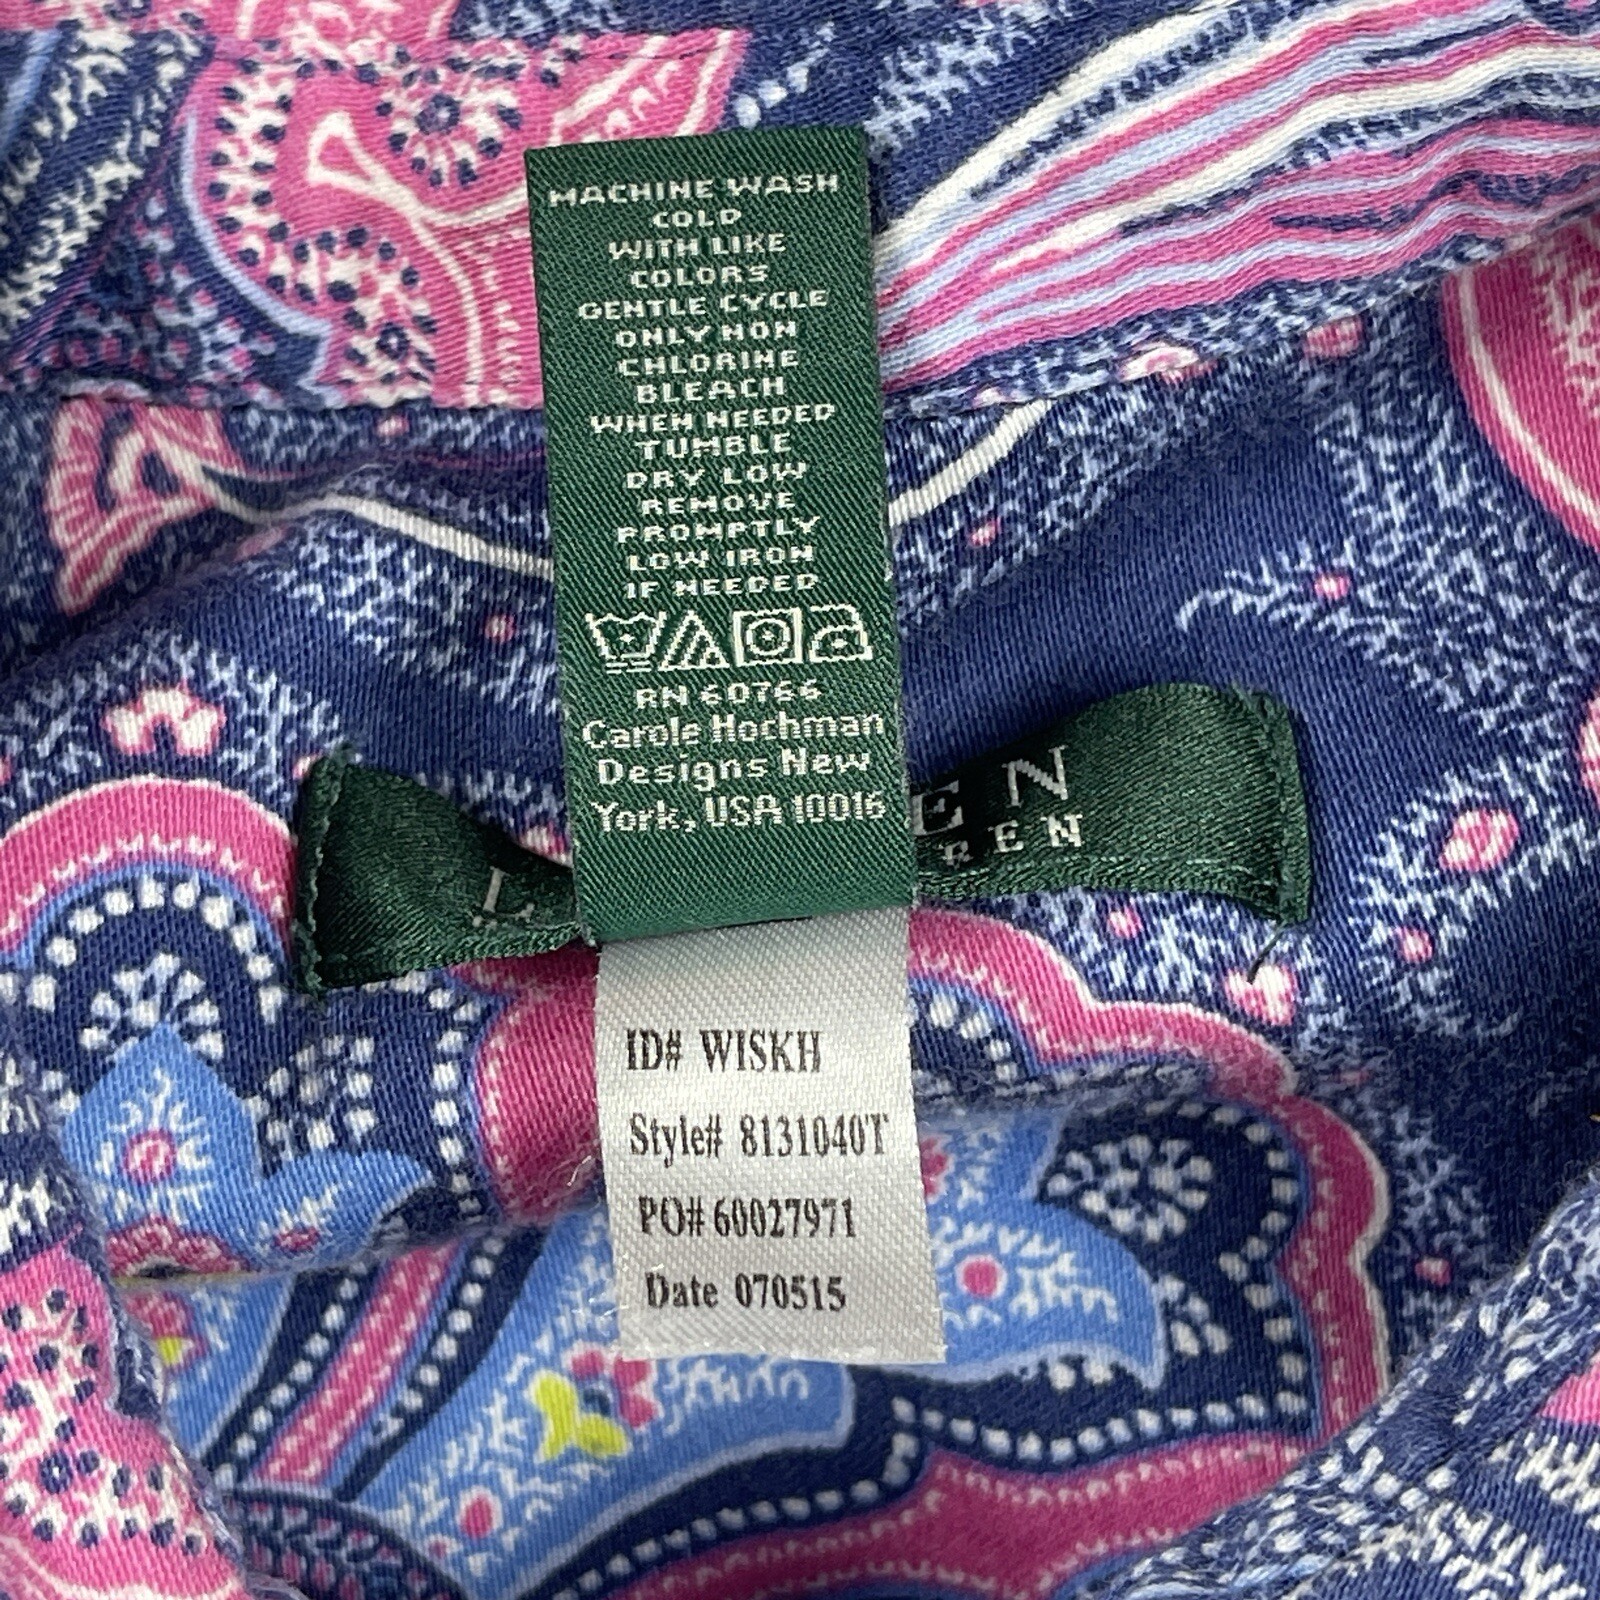 MACHINE WASH
COLD
WITH LIKE
COLORS
GENTLE CYCLE
ONLY NON
CHLORINE
BLEACH
WHEN NEEDED
TUMBLE
DRY LOW
REMOVE
PROMPTLY
LOW IRON
IF NEEDED
RN 60766
Carole Hochman
Designs New
York, USA 10016
L EN
REN
ID# WISKH
Style# 8131040T
PO# 60027971
Date 070515